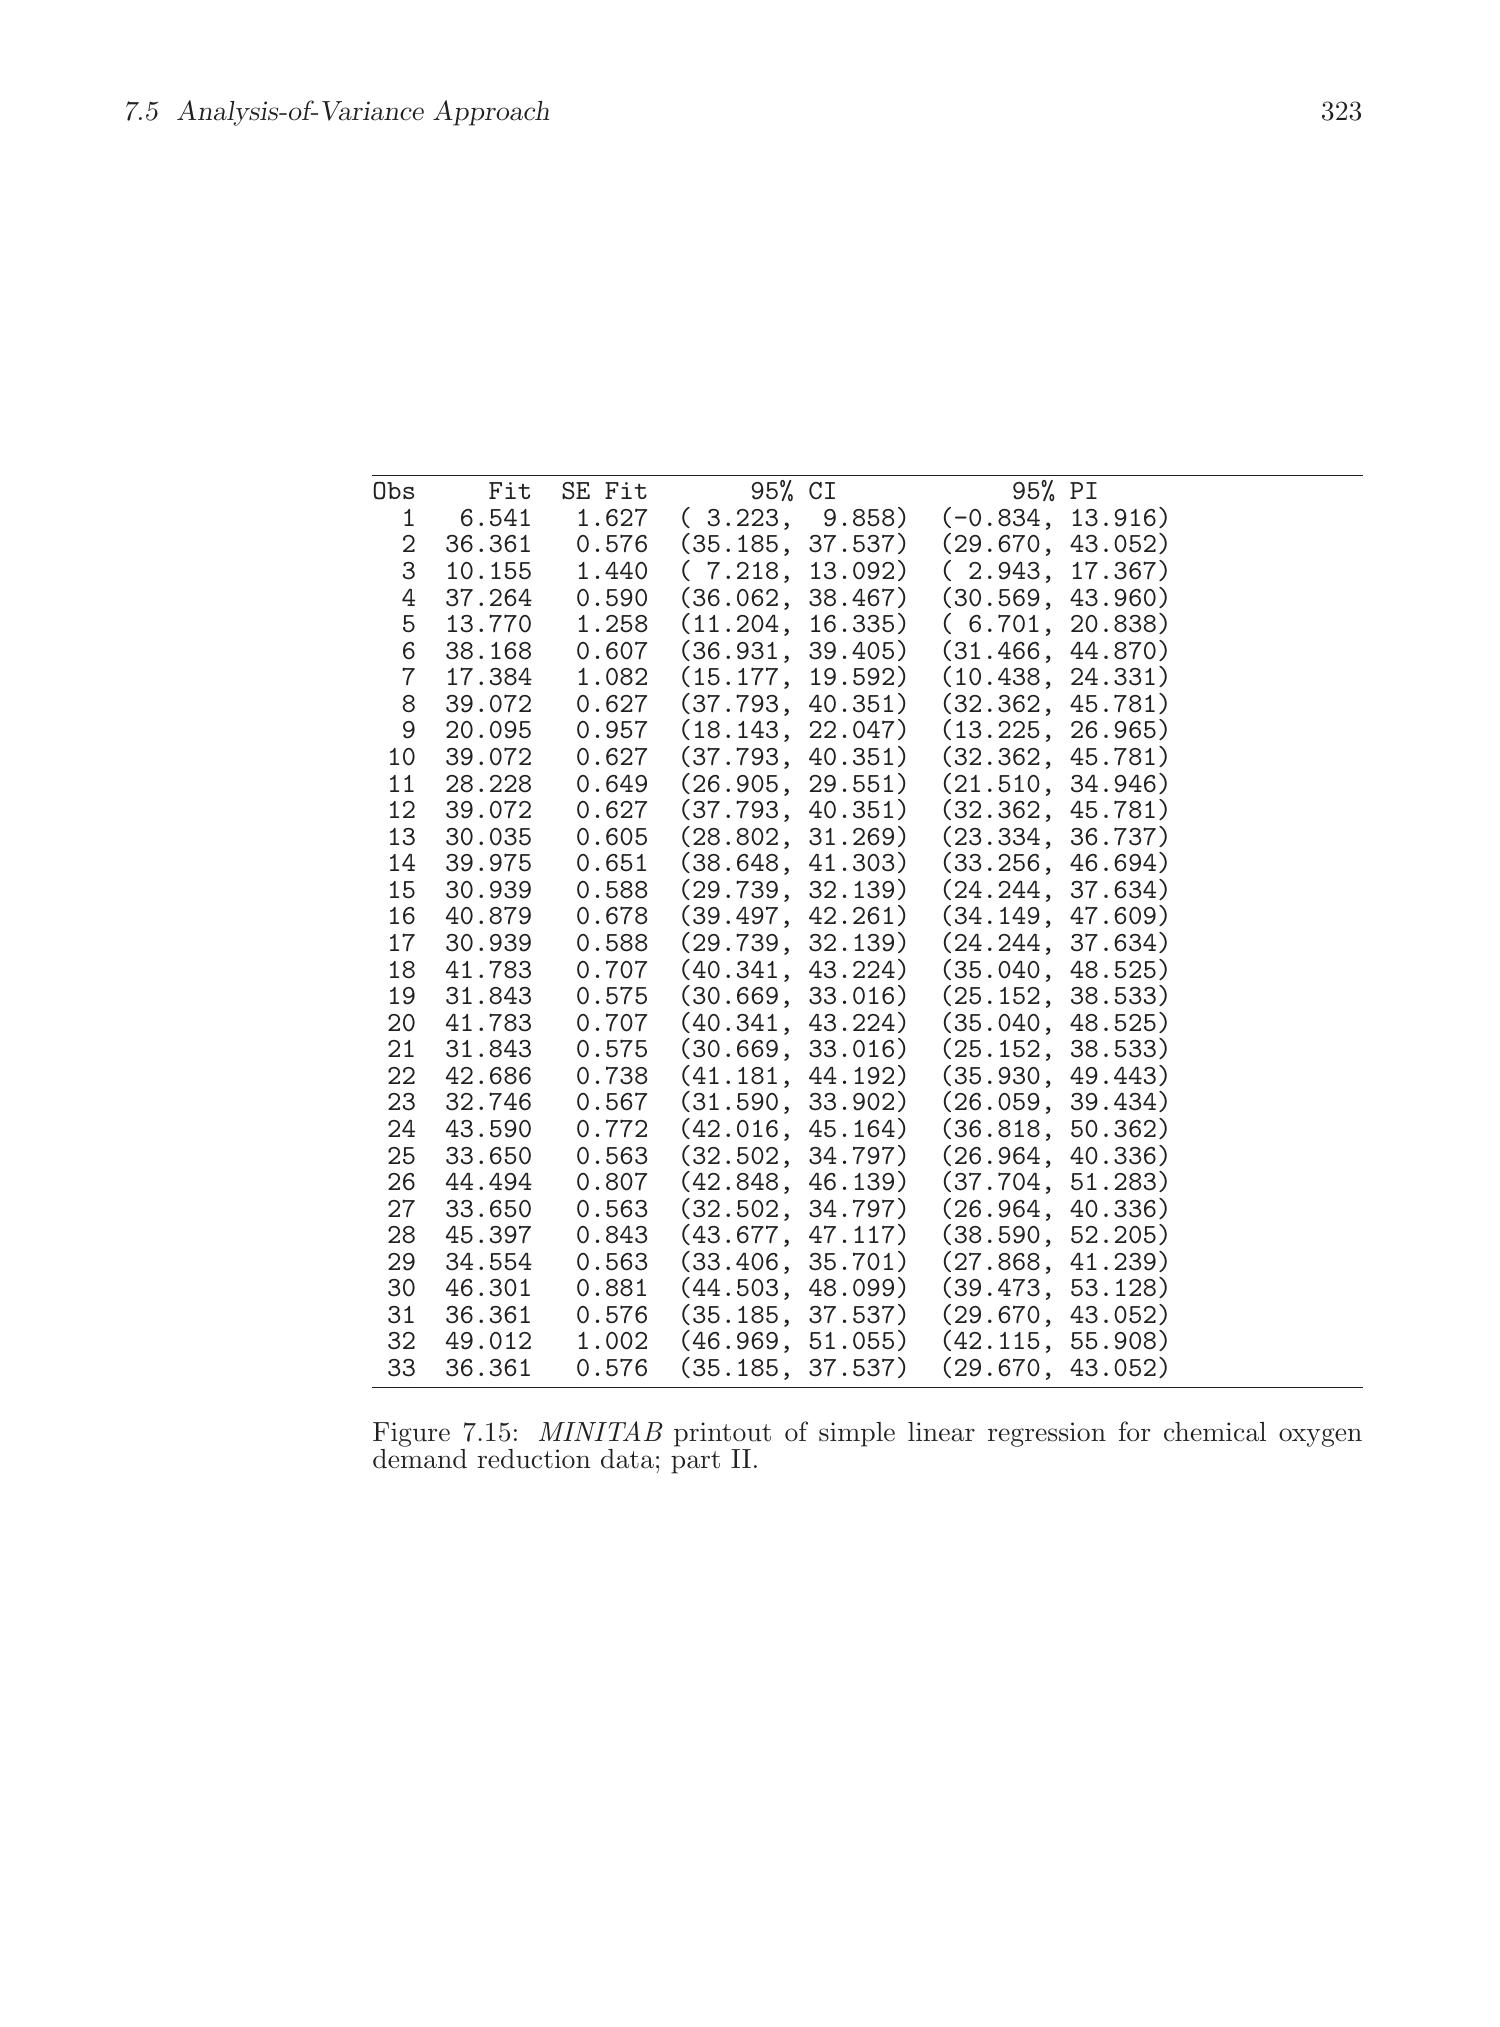 7.5 Analysis-of-Variance Approach 323
Obs Fit SE Fit 95% CI 95% PI
1 6.541 1.627 ( 3.223, 9.858) (-0.834, 13.916)
2 36.361 0.576 (35.185, 37.537) (29.670, 43.052)
3 10.155 1.440 ( 7.218, 13.092) ( 2.943, 17.367)
4 37.264 0.590 (36.062, 38.467) (30.569, 43.960)
5 13.770 1.258 (11.204, 16.335) ( 6.701, 20.838)
6 38.168 0.607 (36.931, 39.405) (31.466, 44.870)
7 17.384 1.082 (15.177, 19.592) (10.438, 24.331)
8 39.072 0.627 (37.793, 40.351) (32.362, 45.781)
9 20.095 0.957 (18.143, 22.047) (13.225, 26.965)
10 39.072 0.627 (37.793, 40.351) (32.362, 45.781)
11 28.228 0.649 (26.905, 29.551) (21.510, 34.946)
12 39.072 0.627 (37.793, 40.351) (32.362, 45.781)
13 30.035 0.605 (28.802, 31.269) (23.334, 36.737)
14 39.975 0.651 (38.648, 41.303) (33.256, 46.694)
15 30.939 0.588 (29.739, 32.139) (24.244, 37.634)
16 40.879 0.678 (39.497, 42.261) (34.149, 47.609)
17 30.939 0.588 (29.739, 32.139) (24.244, 37.634)
18 41.783 0.707 (40.341, 43.224) (35.040, 48.525)
19 31.843 0.575 (30.669, 33.016) (25.152, 38.533)
20 41.783 0.707 (40.341, 43.224) (35.040, 48.525)
21 31.843 0.575 (30.669, 33.016) (25.152, 38.533)
22 42.686 0.738 (41.181, 44.192) (35.930, 49.443)
23 32.746 0.567 (31.590, 33.902) (26.059, 39.434)
24 43.590 0.772 (42.016, 45.164) (36.818, 50.362)
25 33.650 0.563 (32.502, 34.797) (26.964, 40.336)
26 44.494 0.807 (42.848, 46.139) (37.704, 51.283)
27 33.650 0.563 (32.502, 34.797) (26.964, 40.336)
28 45.397 0.843 (43.677, 47.117) (38.590, 52.205)
29 34.554 0.563 (33.406, 35.701) (27.868, 41.239)
30 46.301 0.881 (44.503, 48.099) (39.473, 53.128)
31 36.361 0.576 (35.185, 37.537) (29.670, 43.052)
32 49.012 1.002 (46.969, 51.055) (42.115, 55.908)
33 36.361 0.576 (35.185, 37.537) (29.670, 43.052)
Figure 7.15: MINITAB printout of simple linear regression for chemical oxygen
demand reduction data; part II.